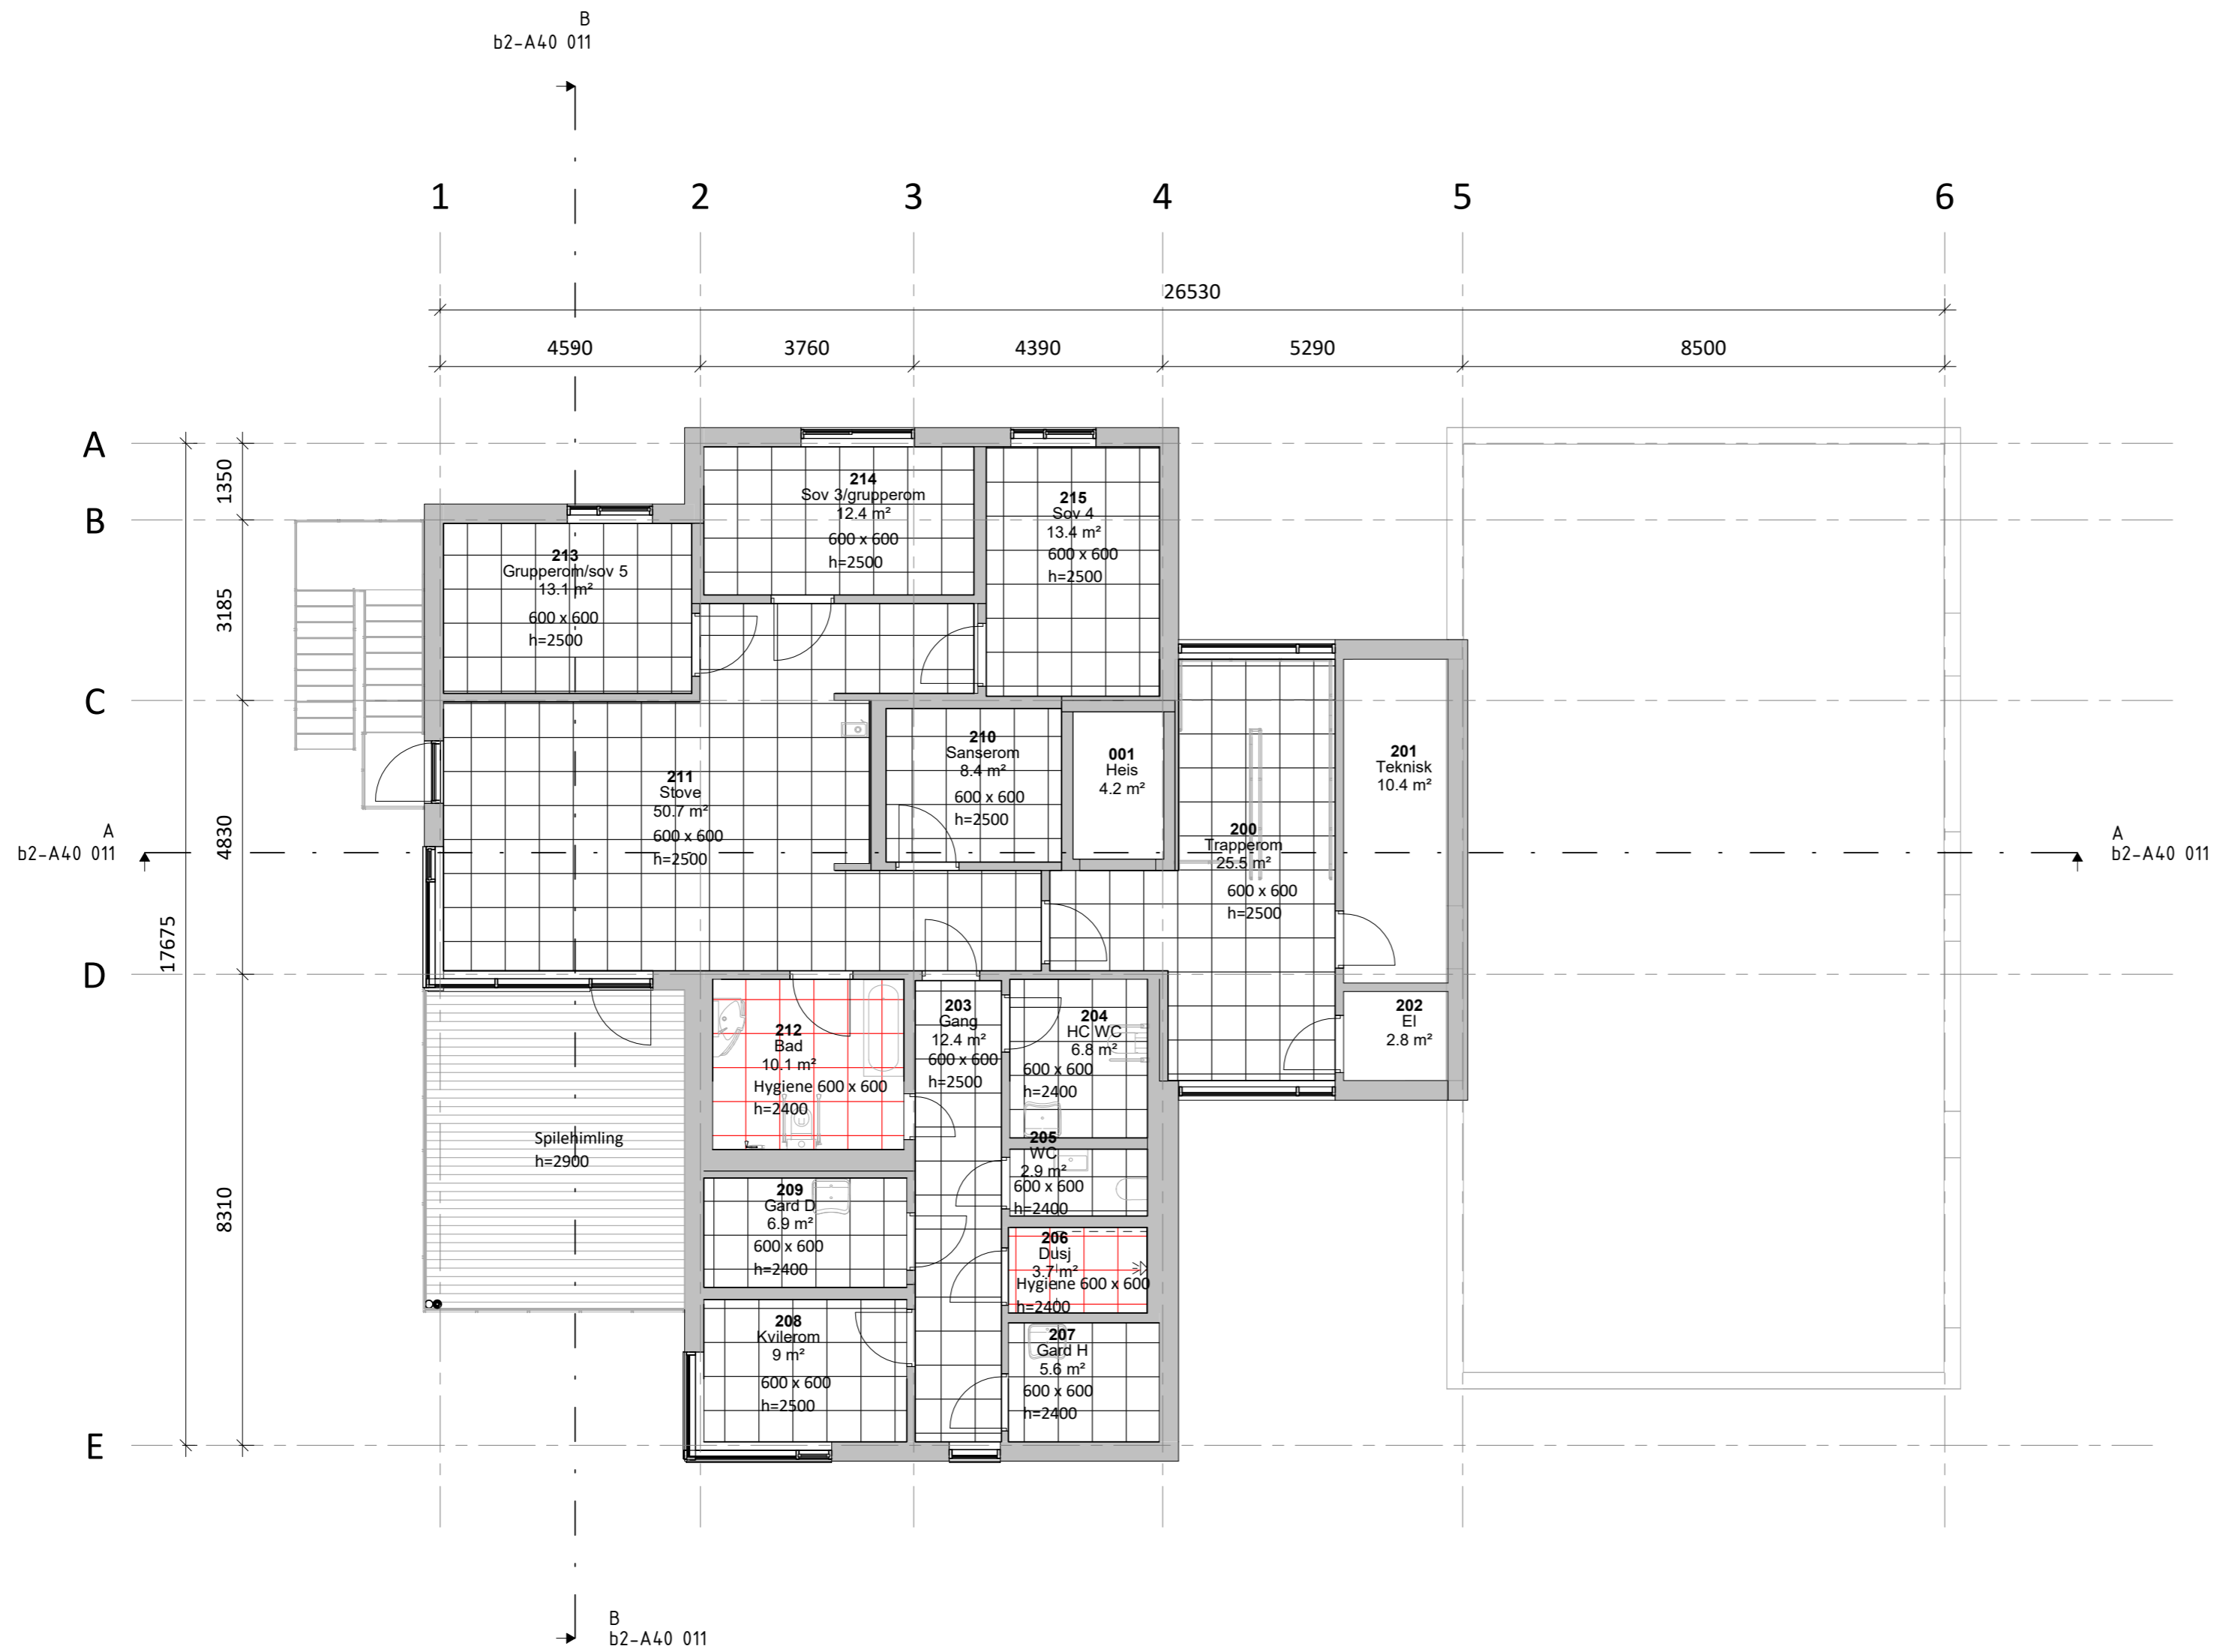 B
b2-A40 011
1
2
3
4
5
6
26530
4590
3760
4390
5290
8500
A
B
C
D
E
1350
3185
4830
8310
17675
214
Sov 3/grupperom
12.4 m²
600 x 600
h=2500
215
Sov 4
13.4 m²
600 x 600
h=2500
213
Grupperom/sov 5
13.1 m²
600 x 600
h=2500
210
Sanserom
8.4 m²
600 x 600
h=2500
001
Heis
4.2 m²
201
Teknisk
10.4 m²
211
Stove
50.7 m²
600 x 600
h=2500
200
Trapperom
25.5 m²
600 x 600
h=2500
A
b2-A40 011
A
b2-A40 011
212
Bad
10.1 m²
Hygiene 600 x 600
h=2400
203
Gang
12.4 m²
600 x 600
h=2500
204
HC WC
6.8 m²
600 x 600
h=2400
202
El
2.8 m²
Spilehimling
h=2900
205
WC
2.9 m²
600 x 600
h=2400
209
Gard D
6.9 m²
600 x 600
h=2400
206
Dusj
3.7 m²
Hygiene 600 x 600
h=2400
208
Kvilerom
9 m²
600 x 600
h=2500
207
Gard H
5.6 m²
600 x 600
h=2400
B
b2-A40 011